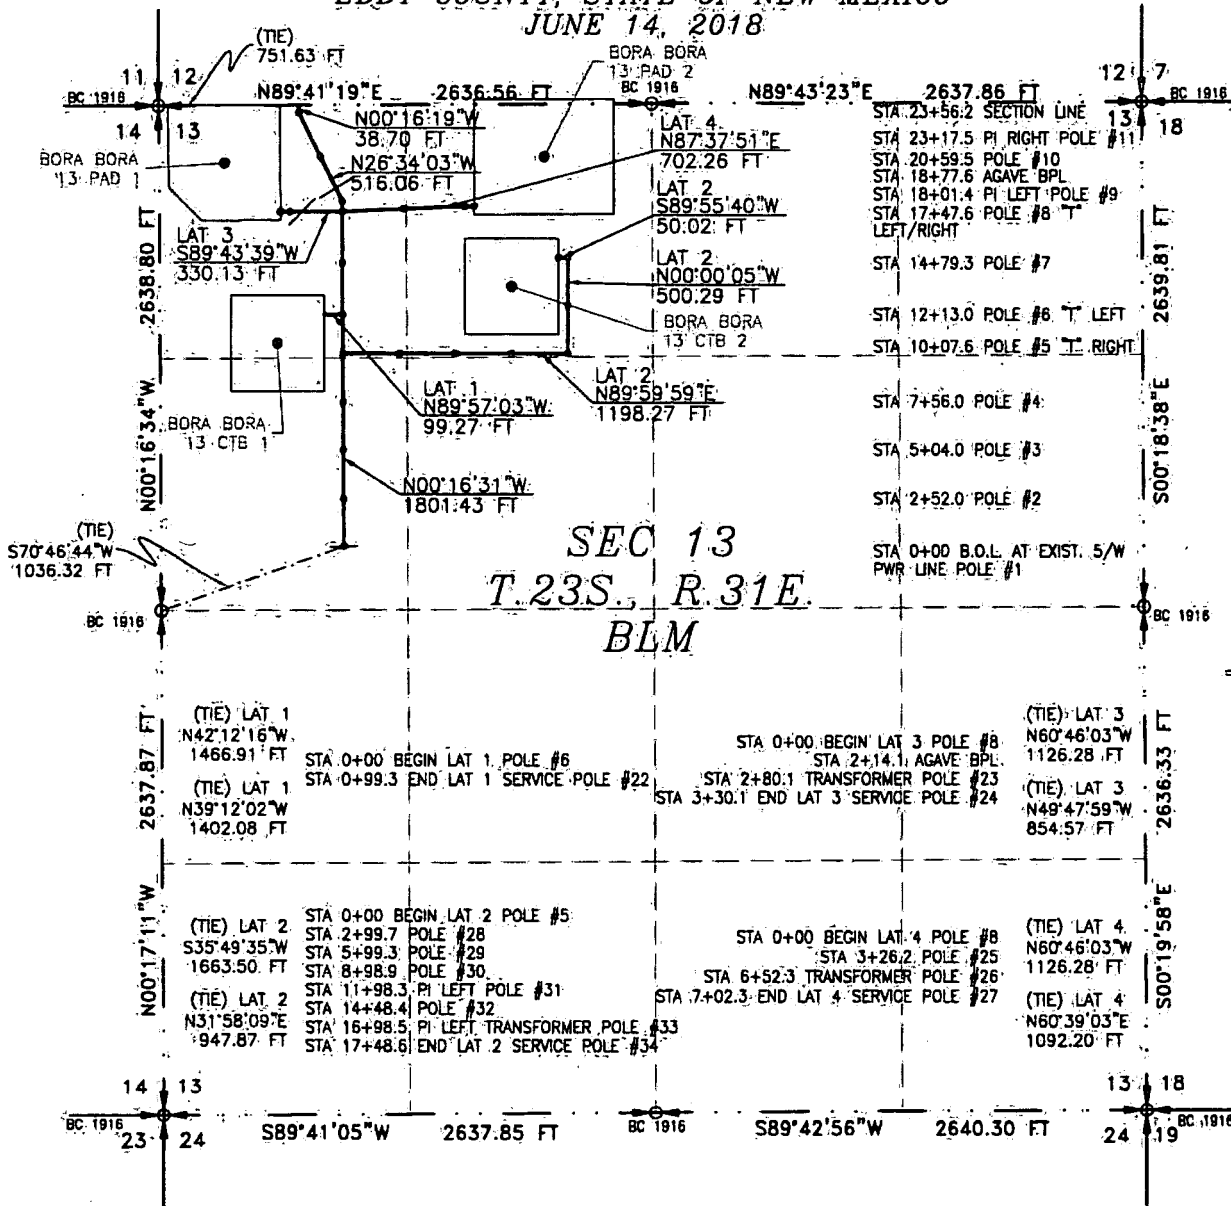 EDDY COUNTY, STATE OF NEW MEXICO
JUNE 14, 2018
(TIE)
751.63 FT
BORA BORA
13 PAD 2
11 12
14 13
BC 1916
N89°41'19"E 2636.56 FT
BC 1916
N89°43'23"E 2637.86 FT
12 7
13 18
BC 1916
N00°16'19"W
38.70 FT
N26°34'03"W
516.06 FT
LAT 4
N87°37'51"E
702.26 FT
BORA BORA
13 PAD 1
LAT 2
S89°55'40"W
50.02 FT
LAT 3
S89°43'39"W
330.13 FT
LAT 2
N00°00'05"W
500.29 FT
BORA BORA
13 CTB 2
LAT 1
N89°57'03"W
99.27 FT
LAT 2
N89°59'59"E
1198.27 FT
BORA BORA
13 CTB 1
N00°16'31"W
1801.43 FT
(TIE)
S70°46'44"W
1036.32 FT
N00°16'34"W 2638.80 FT
STA 23+56.2 SECTION LINE
STA 23+17.5 PI RIGHT POLE #11
STA 20+59.5 POLE #10
STA 18+77.6 AGAVE BPL
STA 18+01.4 PI LEFT POLE #9
STA 17+47.6 POLE #8 "T"
LEFT/RIGHT
STA 14+79.3 POLE #7
STA 12+13.0 POLE #6 "T" LEFT
STA 10+07.6 POLE #5 "T" RIGHT
STA 7+56.0 POLE #4
STA 5+04.0 POLE #3
STA 2+52.0 POLE #2
STA 0+00 B.O.L. AT EXIST. 5/W
PWR LINE POLE #1
S00°18'38"E 2639.81 FT
SEC 13
T.23S., R.31E.
BLM
BC 1916
BC 1916
(TIE) LAT 1
N42°12'16"W
1466.91 FT
(TIE) LAT 1
N39°12'02"W
1402.08 FT
STA 0+00 BEGIN LAT 1 POLE #6
STA 0+99.3 END LAT 1 SERVICE POLE #22
STA 0+00 BEGIN LAT 3 POLE #8
STA 2+14.1 AGAVE BPL
STA 2+80.1 TRANSFORMER POLE #23
STA 3+30.1 END LAT 3 SERVICE POLE #24
(TIE) LAT 3
N60°46'03"W
1126.28 FT
(TIE) LAT 3
N49°47'59"W
854.57 FT
N00°17'11"W 2637.87 FT
S00°19'58"E 2636.33 FT
(TIE) LAT 2
S35°49'35"W
1663.50 FT
(TIE) LAT 2
N31°58'09"E
947.87 FT
STA 0+00 BEGIN LAT 2 POLE #5
STA 2+99.7 POLE #28
STA 5+99.3 POLE #29
STA 8+98.9 POLE #30
STA 11+98.3 PI LEFT POLE #31
STA 14+48.4 POLE #32
STA 16+98.5 PI LEFT TRANSFORMER POLE #33
STA 17+48.6 END LAT 2 SERVICE POLE #34
STA 0+00 BEGIN LAT 4 POLE #8
STA 3+26.2 POLE #25
STA 6+52.3 TRANSFORMER POLE #26
STA 7+02.3 END LAT 4 SERVICE POLE #27
(TIE) LAT 4
N60°46'03"W
1126.28 FT
(TIE) LAT 4
N60°39'03"E
1092.20 FT
14 13
23 24
BC 1916
S89°41'05"W 2637.85 FT
BC 1916
S89°42'56"W 2640.30 FT
13 18
24 19
BC 1916